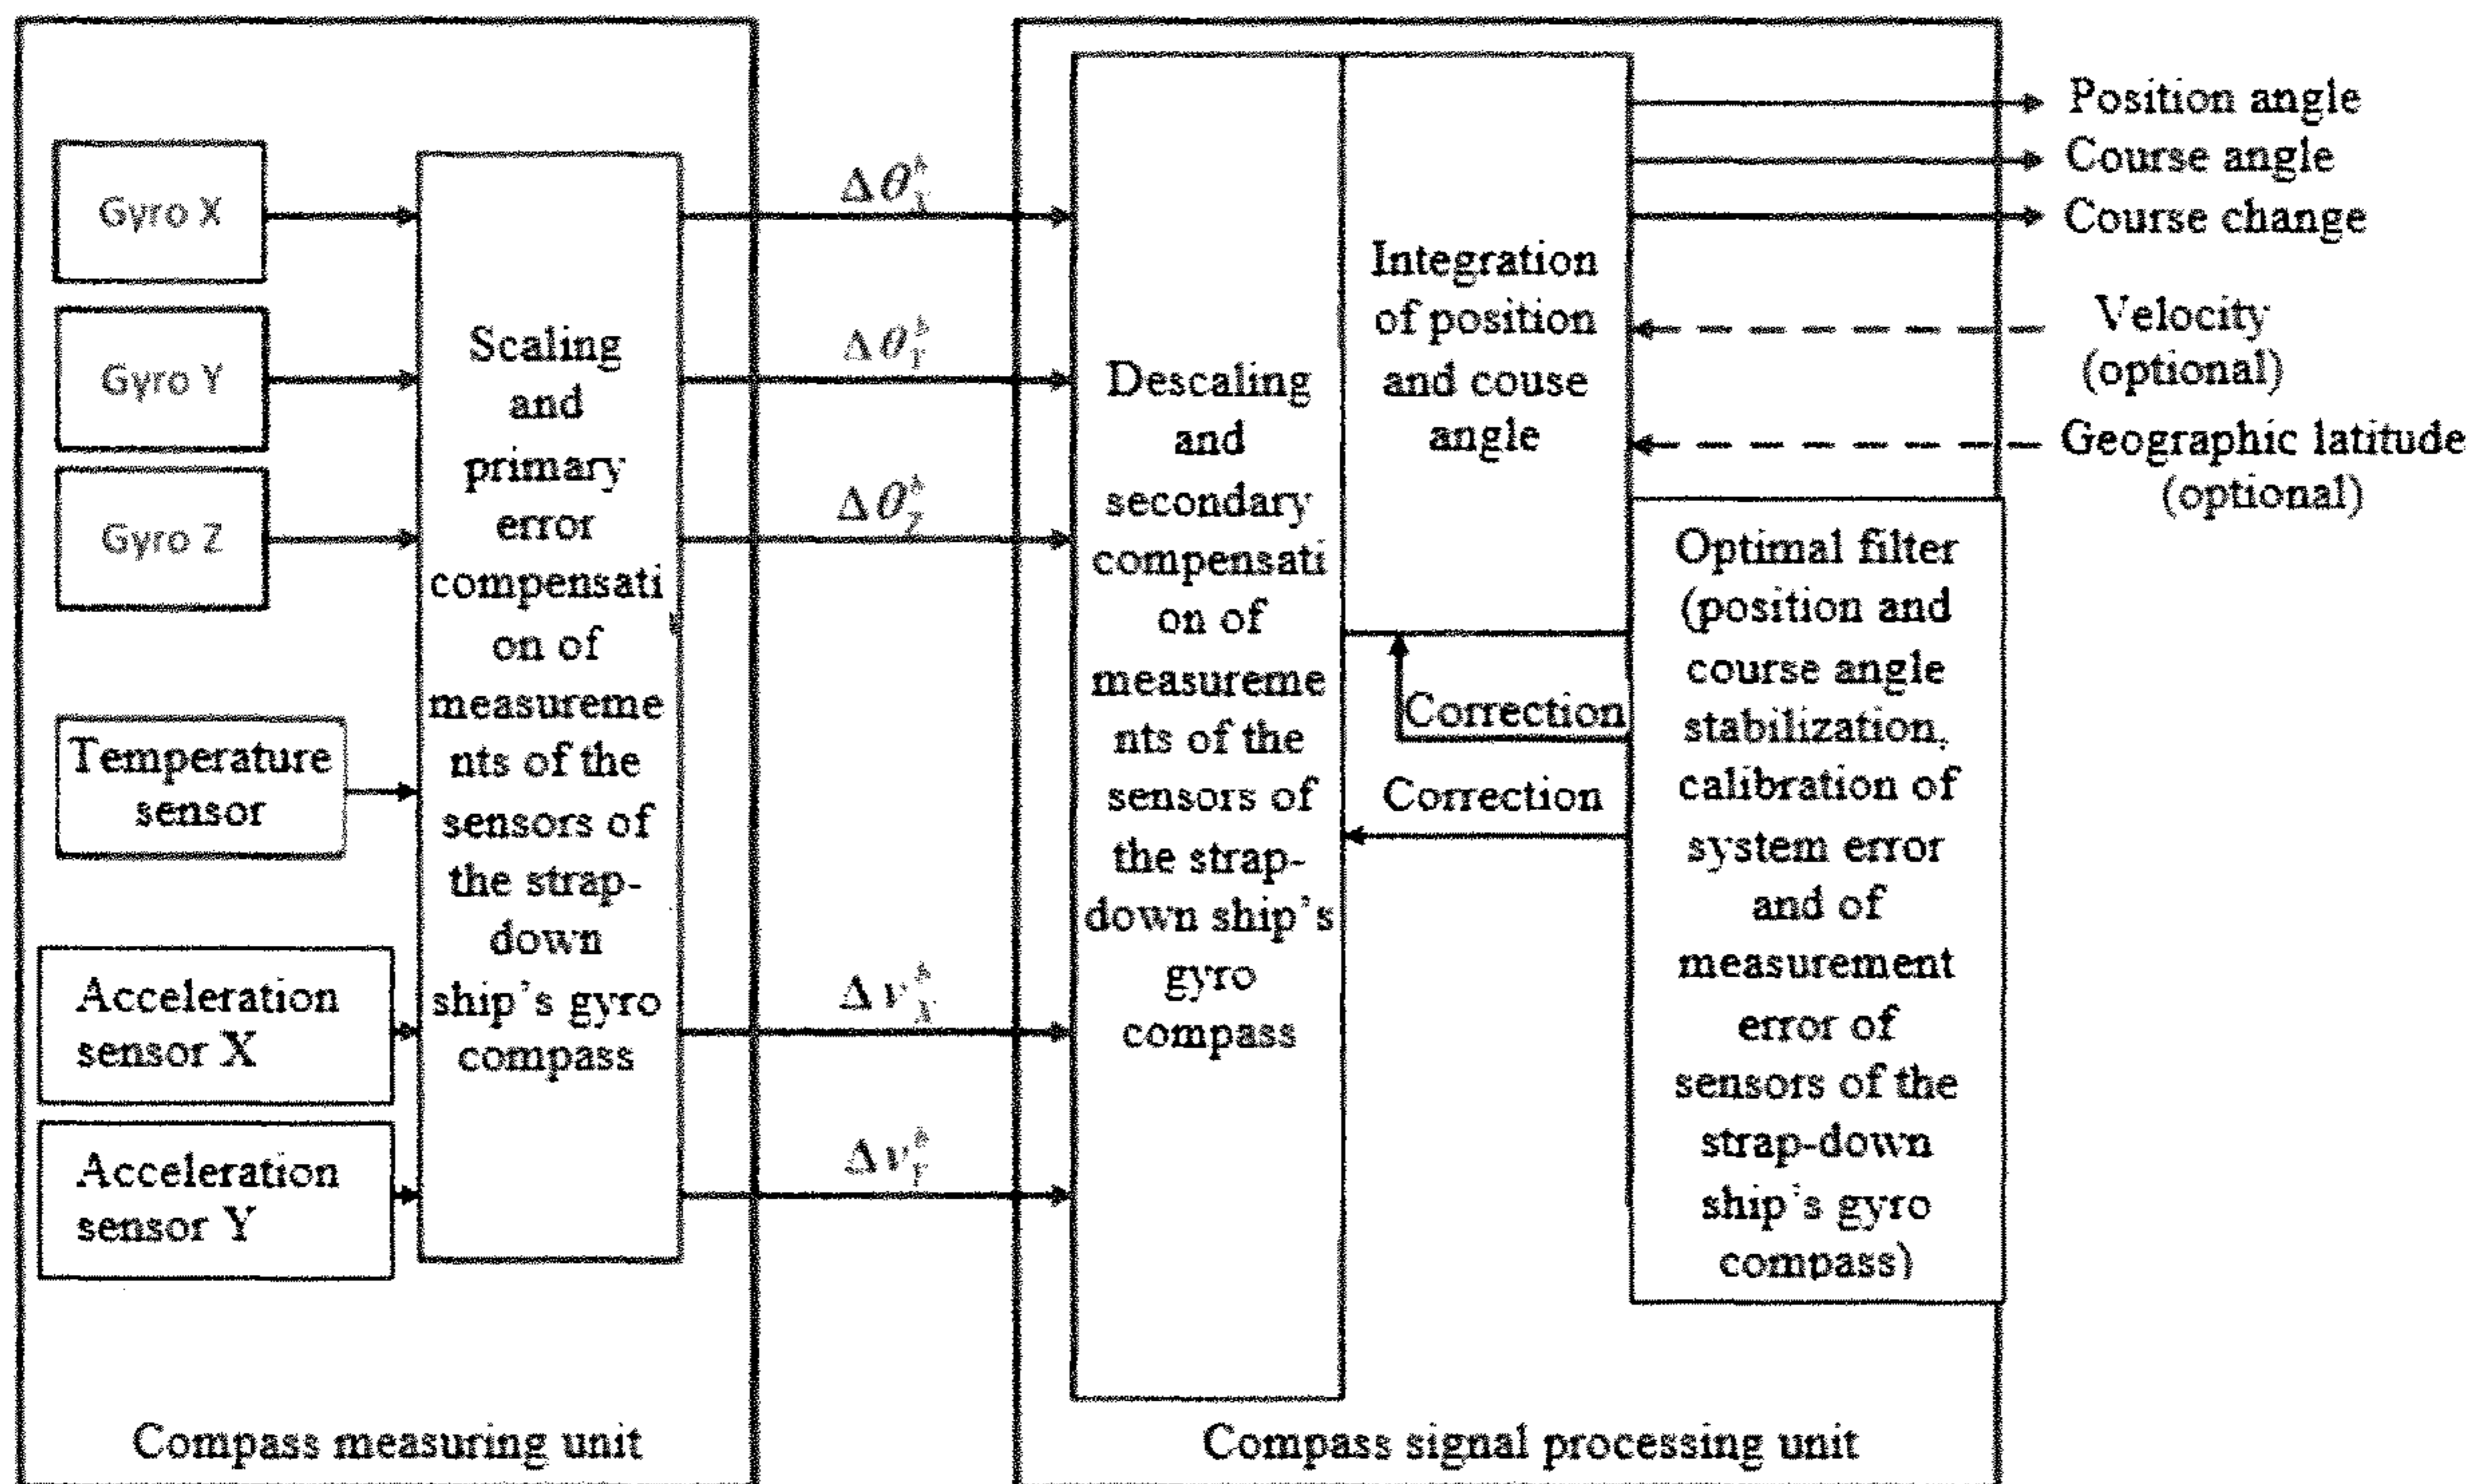 Gyro X
Gyro Y
Gyro Z
Temperature
sensor
Acceleration
sensor X
Acceleration
sensor Y
Scaling
and
primary
error
compensati
on of
measureme
nts of the
sensors of
the strap-
down
ship's gyro
compass
Compass measuring unit
Δθ
X
Δθ
Y
Δθ
Z
Δν
X
Δν
Y
Descaling
and
secondary
compensati
on of
measureme
nts of the
sensors of
the strap-
down ship's
gyro
compass
Integration
of position
and couse
angle
Correction
Correction
Optimal filter
(position and
course angle
stabilization,
calibration of
system error
and of
measurement
error of
sensors of the
strap-down
ship's gyro
compass)
Compass signal processing unit
Position angle
Course angle
Course change
Velocity
(optional)
Geographic latitude
(optional)